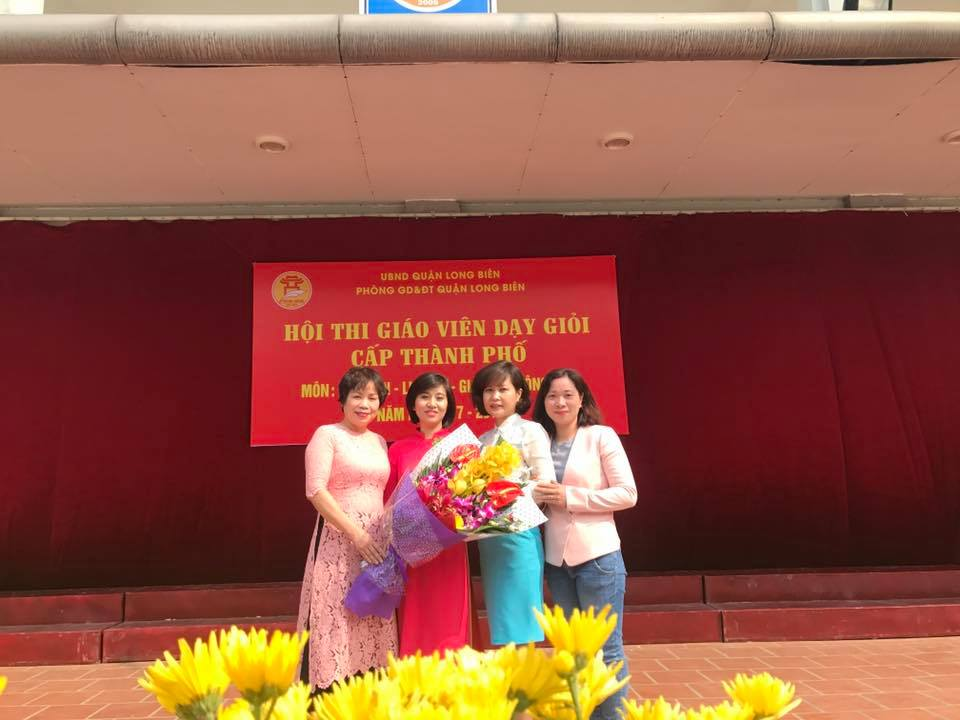 2005
UBND QUẬN LONG BIÊN
PHÒNG GD&ĐT QUẬN LONG BIÊN
HỘI THI GIÁO VIÊN DẠY GIỎI
CẤP THÀNH PHỐ
MÔN:
NĂM